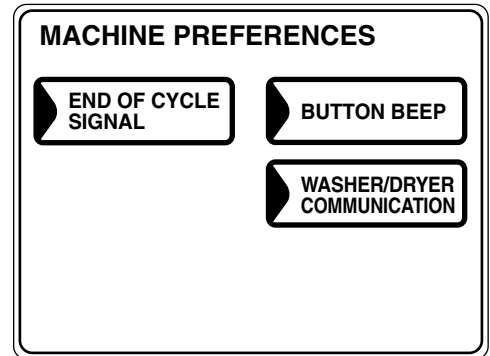 MACHINE PREFERENCES
END OF CYCLE
SIGNAL
BUTTON BEEP
WASHER/DRYER
COMMUNICATION